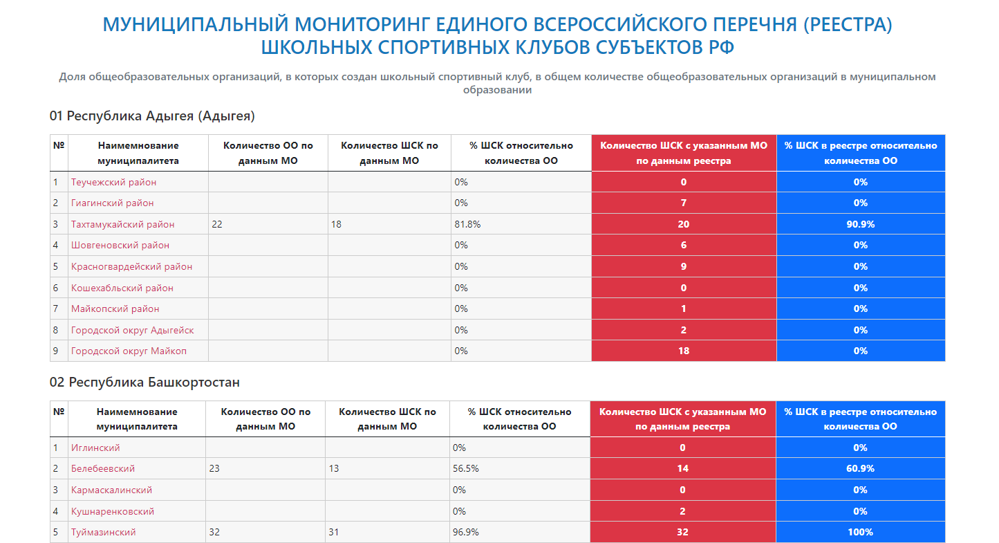 МУНИЦИПАЛЬНЫЙ МОНИТОРИНГ ЕДИНОГО ВСЕРОССИЙСКОГО ПЕРЕЧНЯ (РЕЕСТРА)
ШКОЛЬНЫХ СПОРТИВНЫХ КЛУБОВ СУБЪЕКТОВ РФ
Доля общеобразовательных организаций, в которых создан школьный спортивный клуб, в общем количестве общеобразовательных организаций в муниципальном
образовании
01 Республика Адыгея (Адыгея)
№ Наимемнование муниципалитета Количество ОО по данным МО Количество ШСК по данным МО % ШСК относительно количества ОО Количество ШСК с указанным МО по данным реестра % ШСК в реестре относительно количества ОО
1 Теучежский район 0% 0 0%
2 Гиагинский район 0% 7 0%
3 Тахтамукайский район 22 18 81.8% 20 90.9%
4 Шовгеновский район 0% 6 0%
5 Красногвардейский район 0% 9 0%
6 Кошехабльский район 0% 0 0%
7 Майкопский район 0% 1 0%
8 Городской округ Адыгейск 0% 2 0%
9 Городской округ Майкоп 0% 18 0%
02 Республика Башкортостан
№ Наимемнование муниципалитета Количество ОО по данным МО Количество ШСК по данным МО % ШСК относительно количества ОО Количество ШСК с указанным МО по данным реестра % ШСК в реестре относительно количества ОО
1 Иглинский 0% 0 0%
2 Белебеевский 23 13 56.5% 14 60.9%
3 Кармаскалинский 0% 0 0%
4 Кушнаренковский 0% 2 0%
5 Туймазинский 32 31 96.9% 32 100%